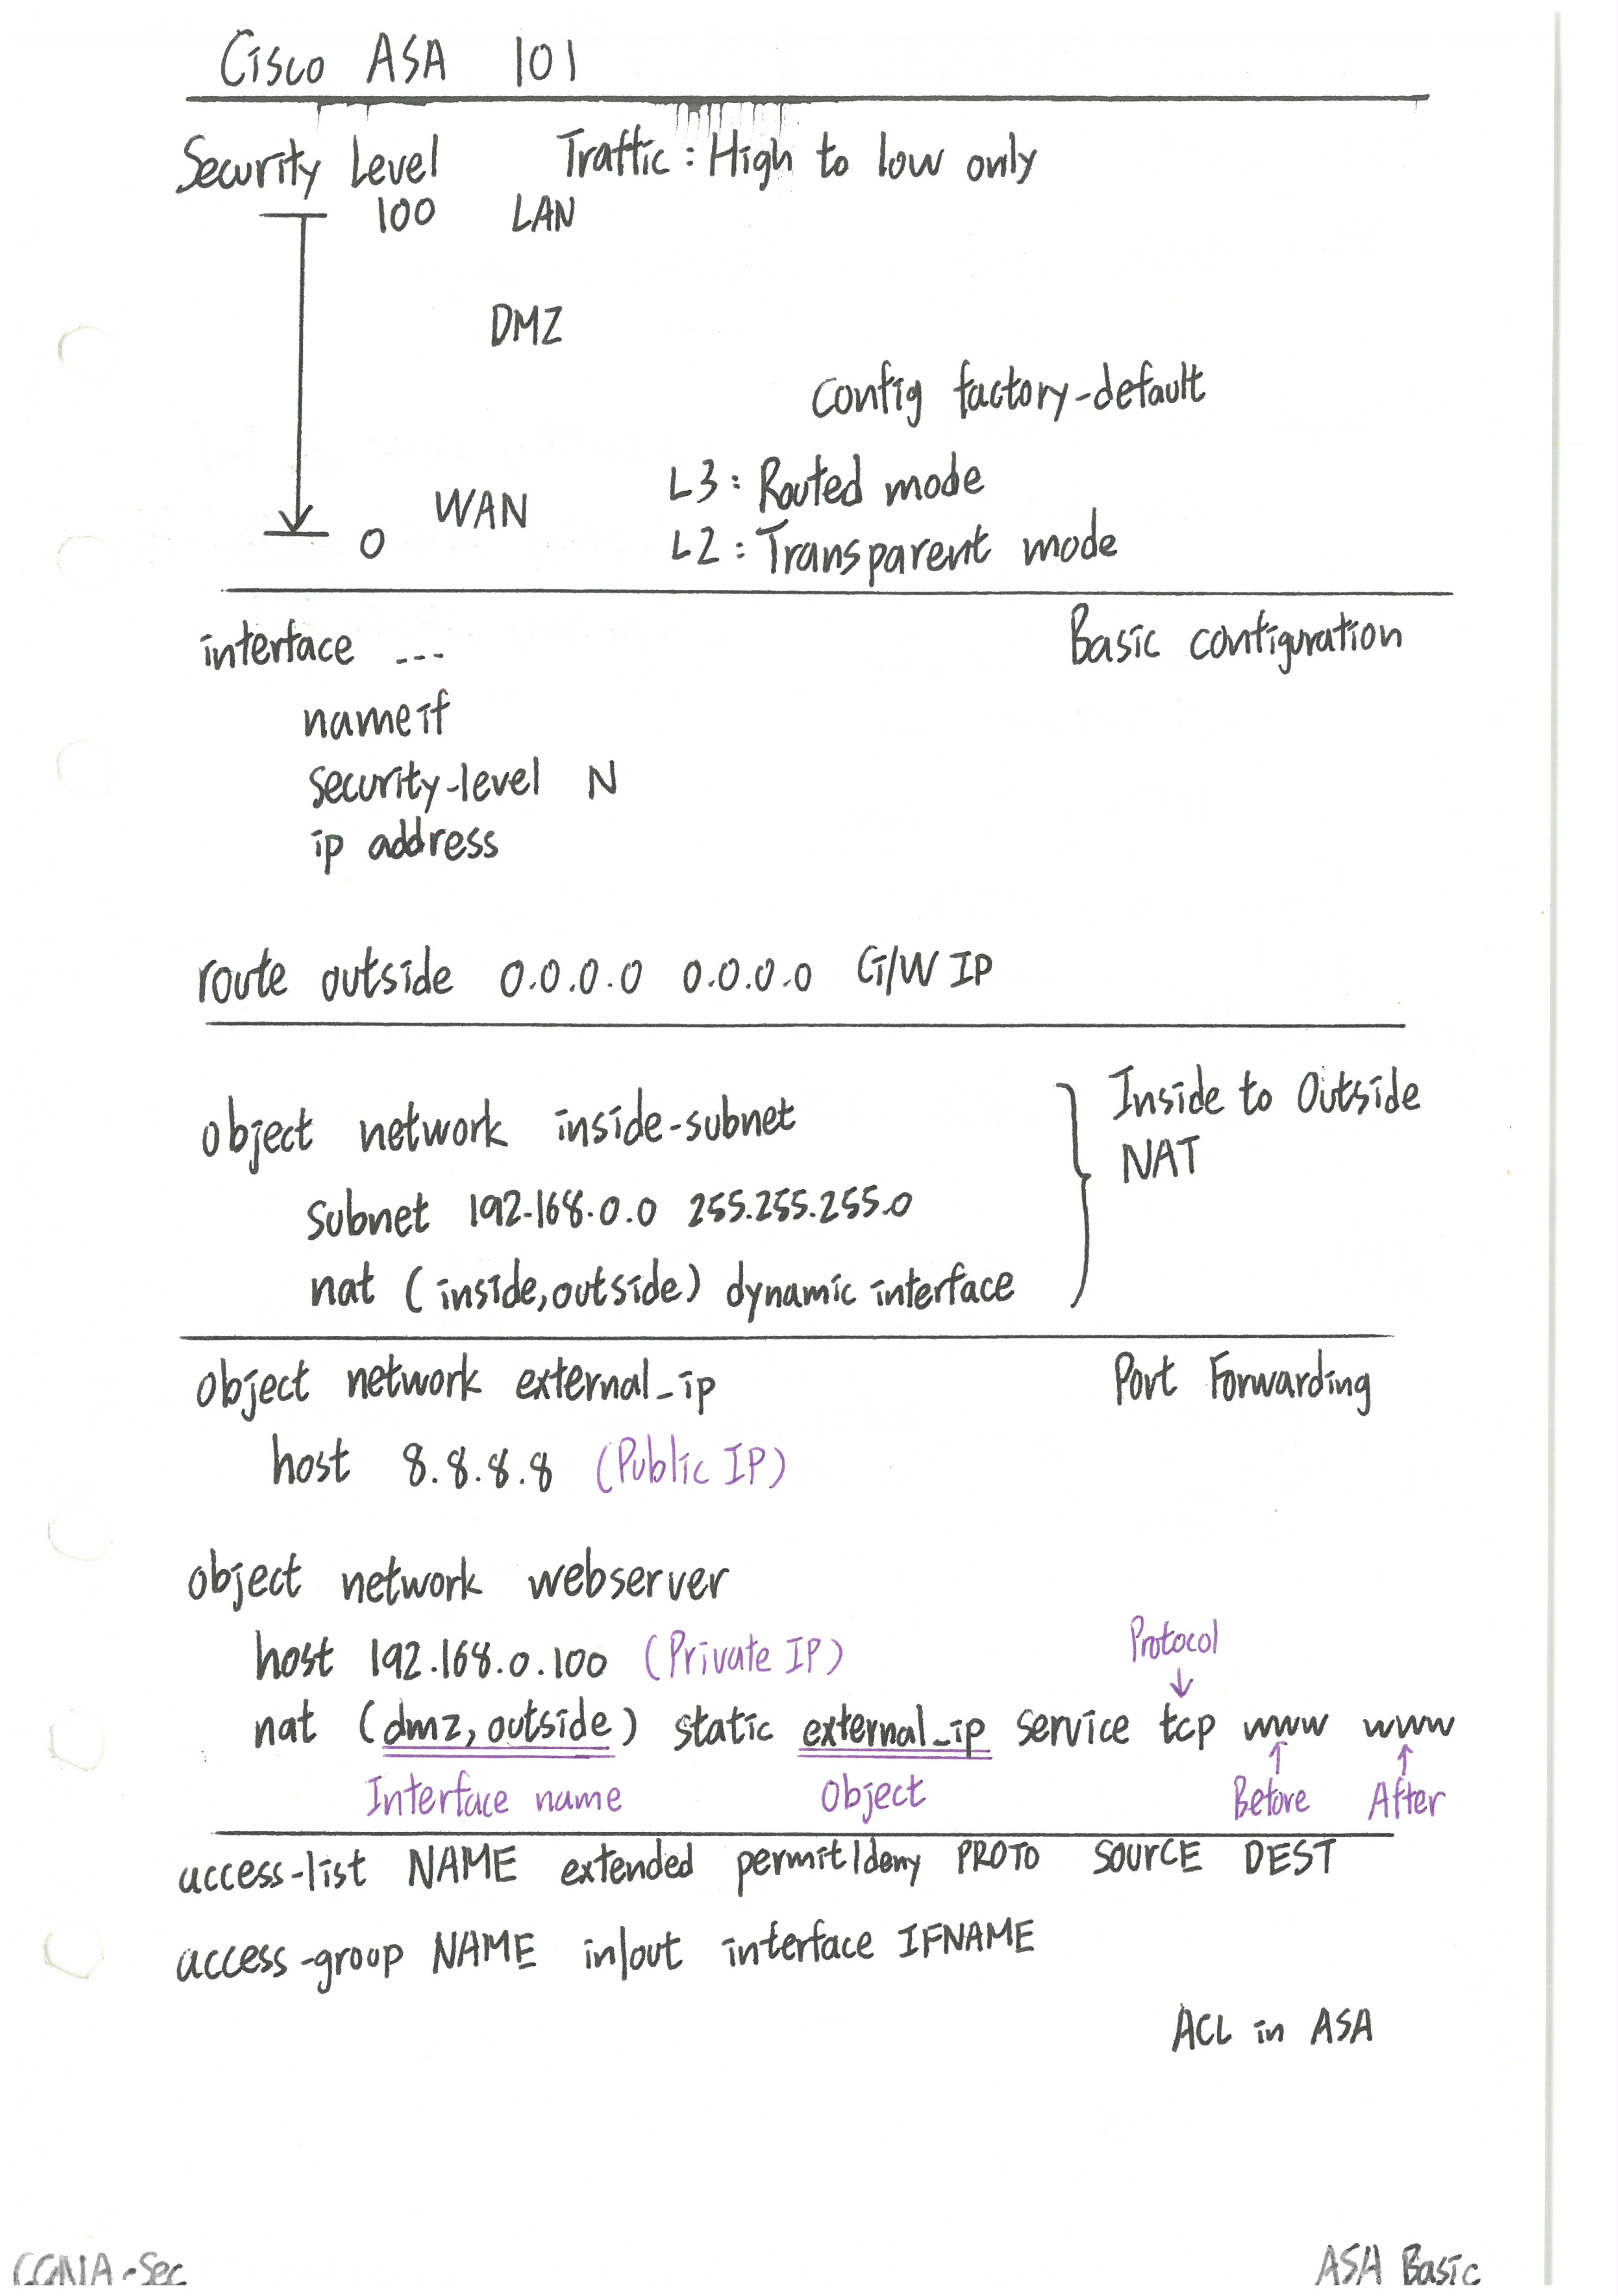 Cisco ASA 101
Security Level Traffic : High to low only
100 LAN
DMZ
Config factory-default
L3 : Routed mode
WAN
0
L2 : Transparent mode
Basic configuration
interface ---
nameif
security-level N
ip address
route outside 0.0.0.0 0.0.0.0 G/W IP
Inside to Outside
NAT
object network inside-subnet
subnet 192.168.0.0 255.255.255.0
nat (inside,outside) dynamic interface
object network external_ip
Port Forwarding
host 8.8.8.8 (Public IP)
object network webserver
host 192.168.0.100 (Private IP)
Protocol
nat (dmz, outside) static external_ip service tcp www www
Interface name Object Before After
access-list NAME extended permit/deny PROTO SOURCE DEST
access-group NAME in/out interface IFNAME
ACL in ASA
CCNA-Sec ASA Basic